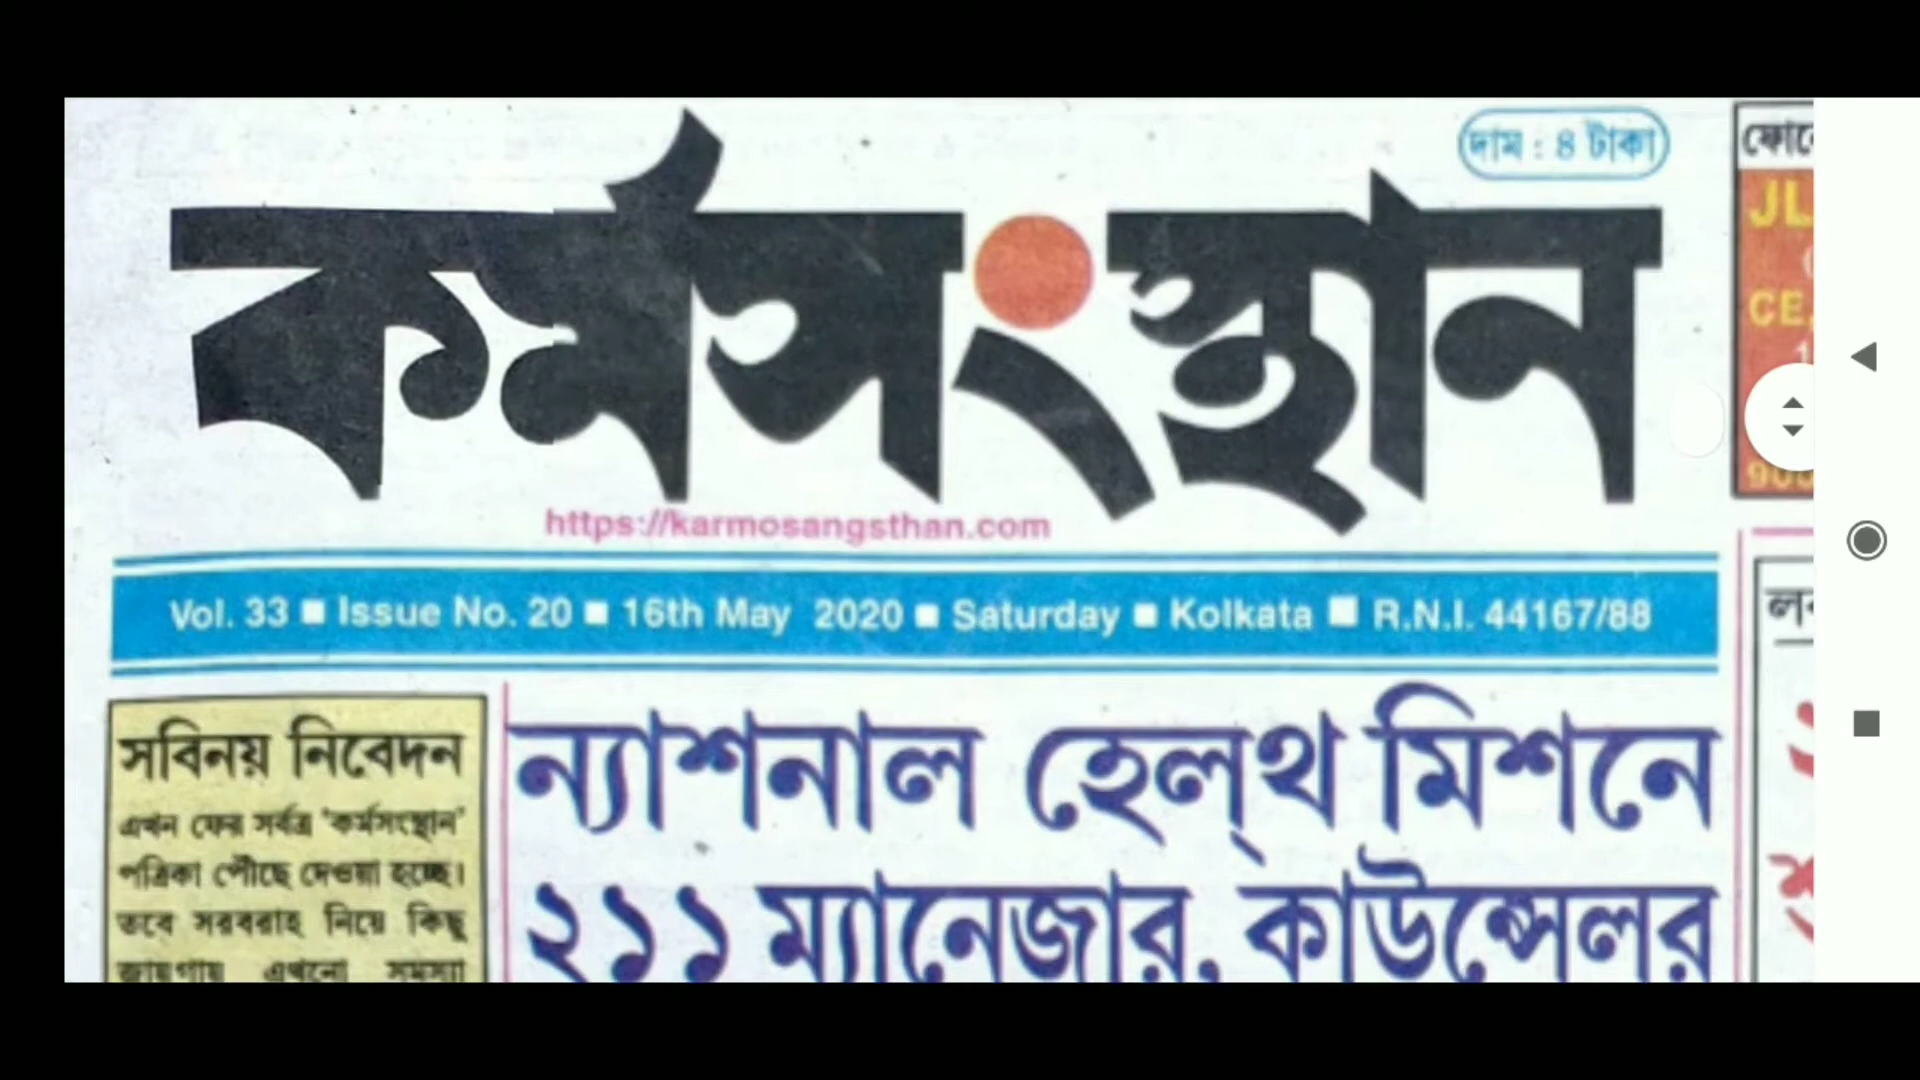 দাম : ৪ টাকা
কর্মসংস্থান
https://karmosangsthan.com
Vol. 33 ■ Issue No. 20 ■ 16th May 2020 ■ Saturday ■ Kolkata ■ R.N.I. 44167/88
সবিনয় নিবেদন
এখন ফের সর্বত্র 'কর্মসংস্থান'
পত্রিকা পৌঁছে দেওয়া হচ্ছে।
তবে সরবরাহ নিয়ে কিছু
জায়গায় এখনো সমস্যা
ন্যাশনাল হেল্‌থ মিশনে
২১১ ম্যানেজার, কাউন্সেলর
JL
CE